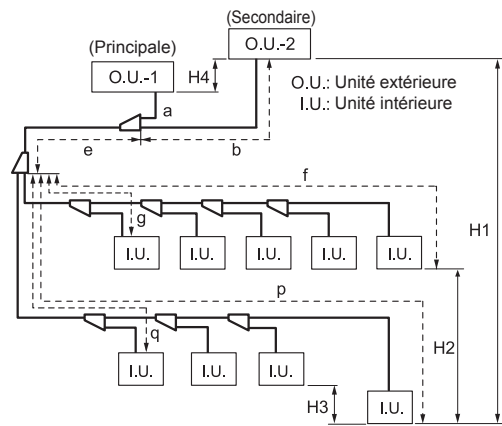 (Secondaire)
O.U.-2
(Principale)
O.U.-1
H4
O.U.: Unité extérieure
I.U.: Unité intérieure
a
e
b
f
g
H1
I.U.
I.U.
I.U.
I.U.
I.U.
p
H2
q
I.U.
I.U.
I.U.
H3
I.U.